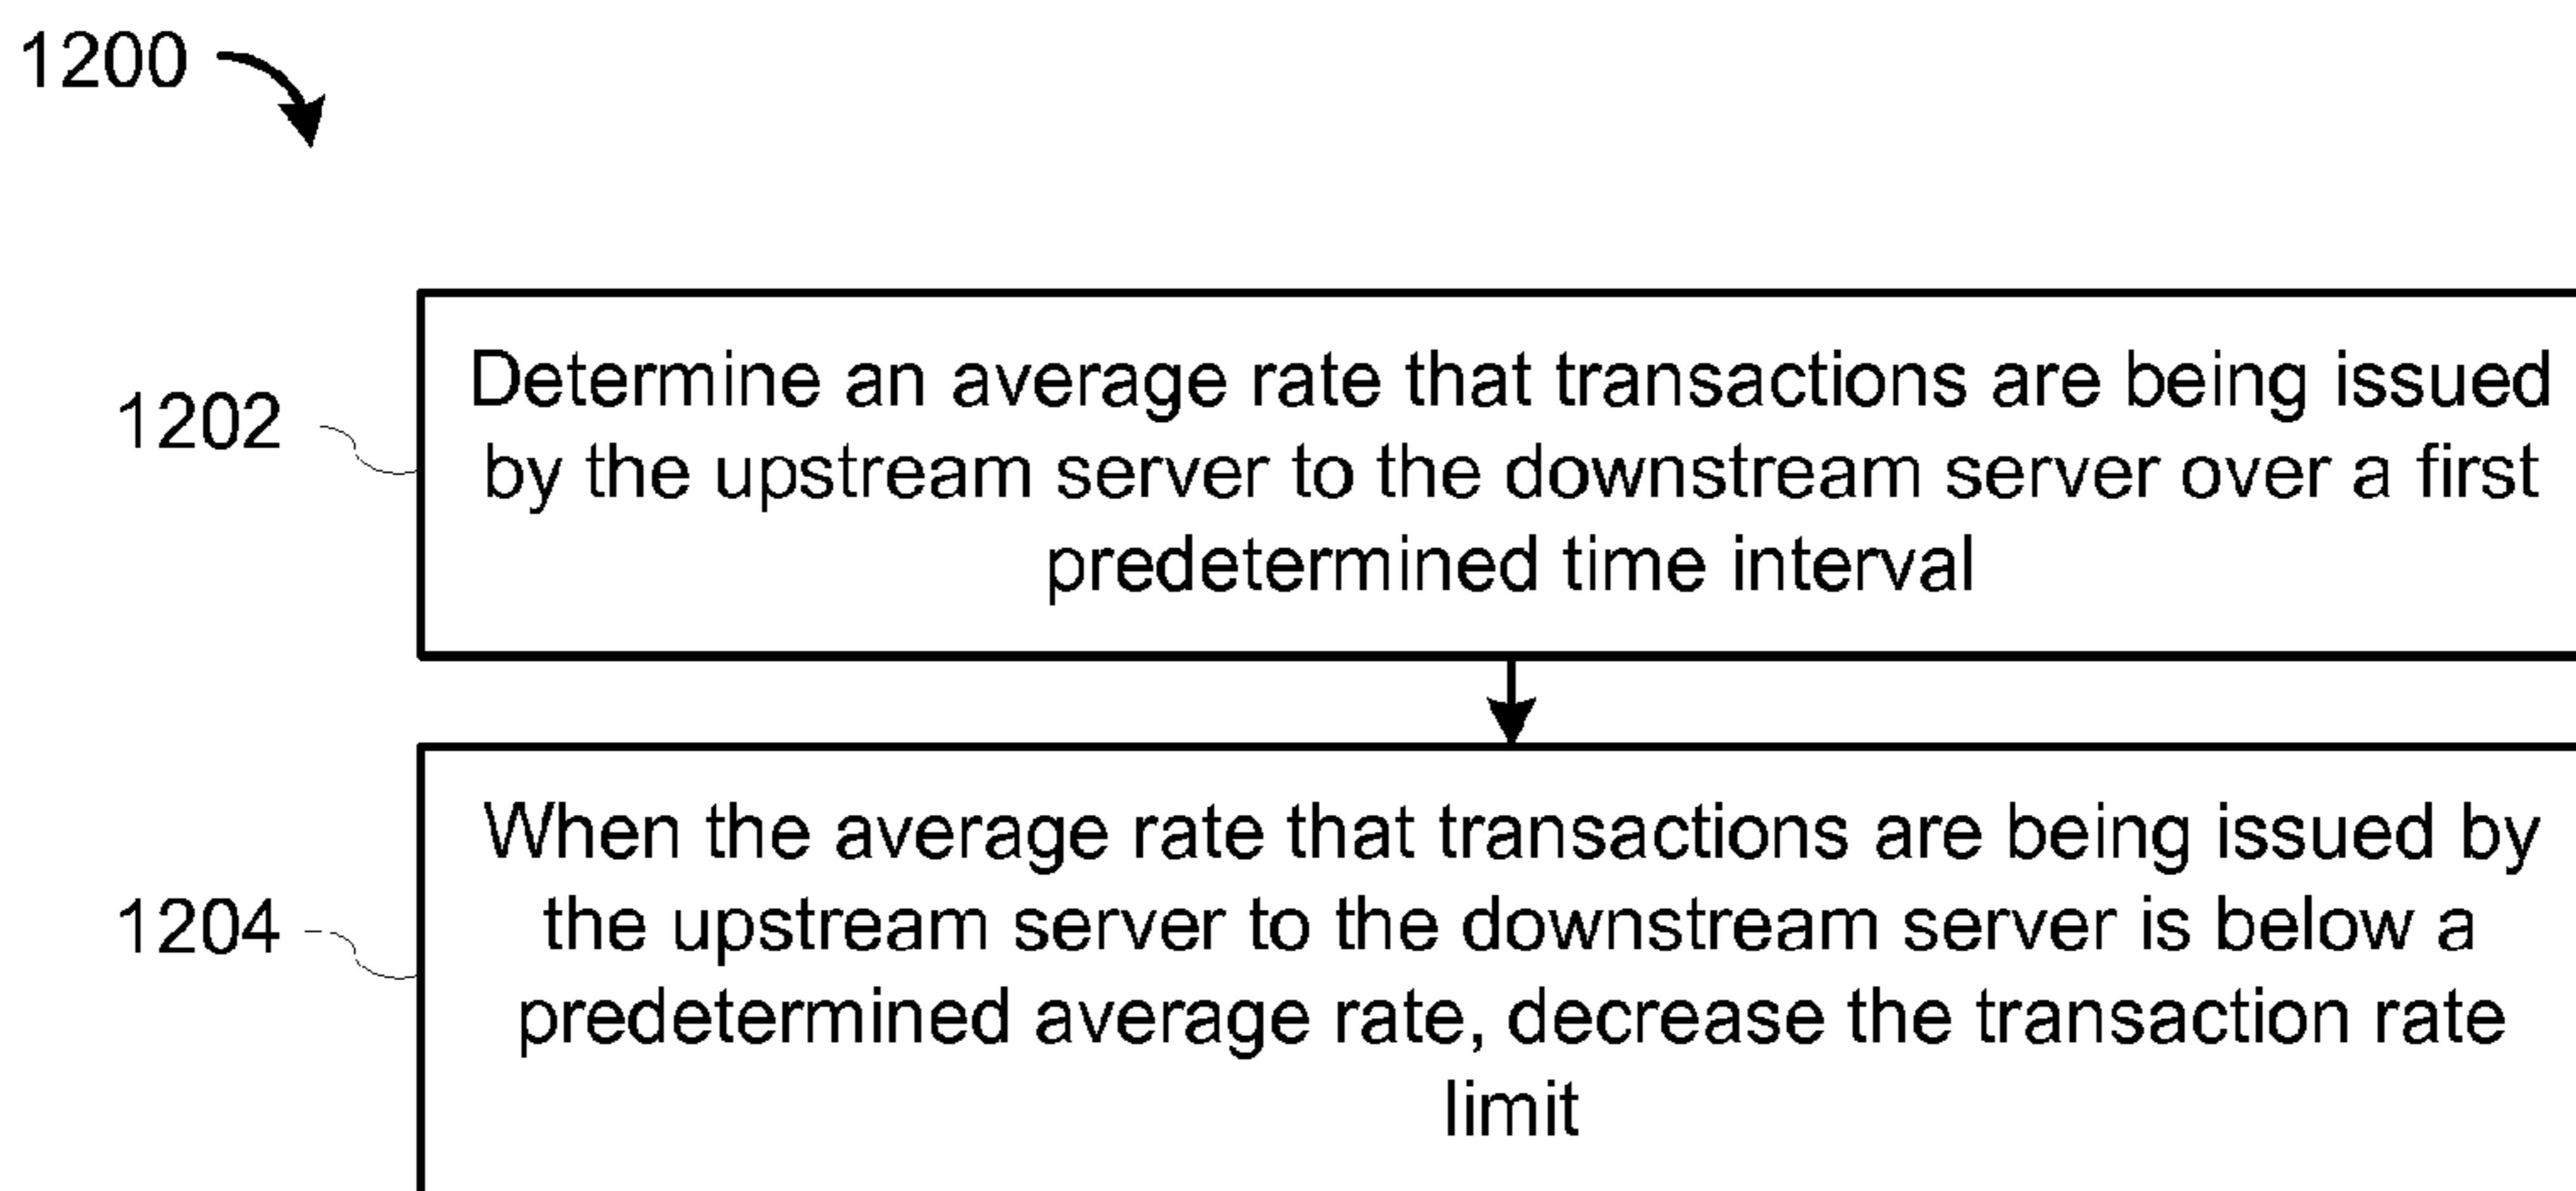 1200
1202
Determine an average rate that transactions are being issued
by the upstream server to the downstream server over a first
predetermined time interval
1204
When the average rate that transactions are being issued by
the upstream server to the downstream server is below a
predetermined average rate, decrease the transaction rate
limit